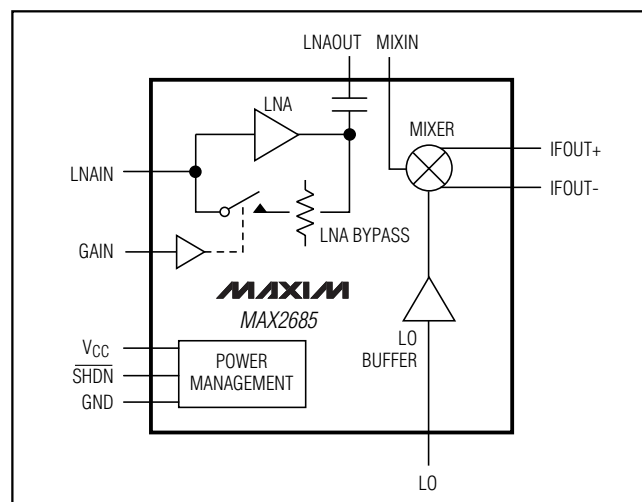 LNAOUT
MIXIN
LNA
MIXER
LNAIN
IFOUT+
IFOUT-
LNA BYPASS
GAIN
MAXIM
MAX2685
VCC
SHDN
GND
POWER
MANAGEMENT
LO
BUFFER
LO